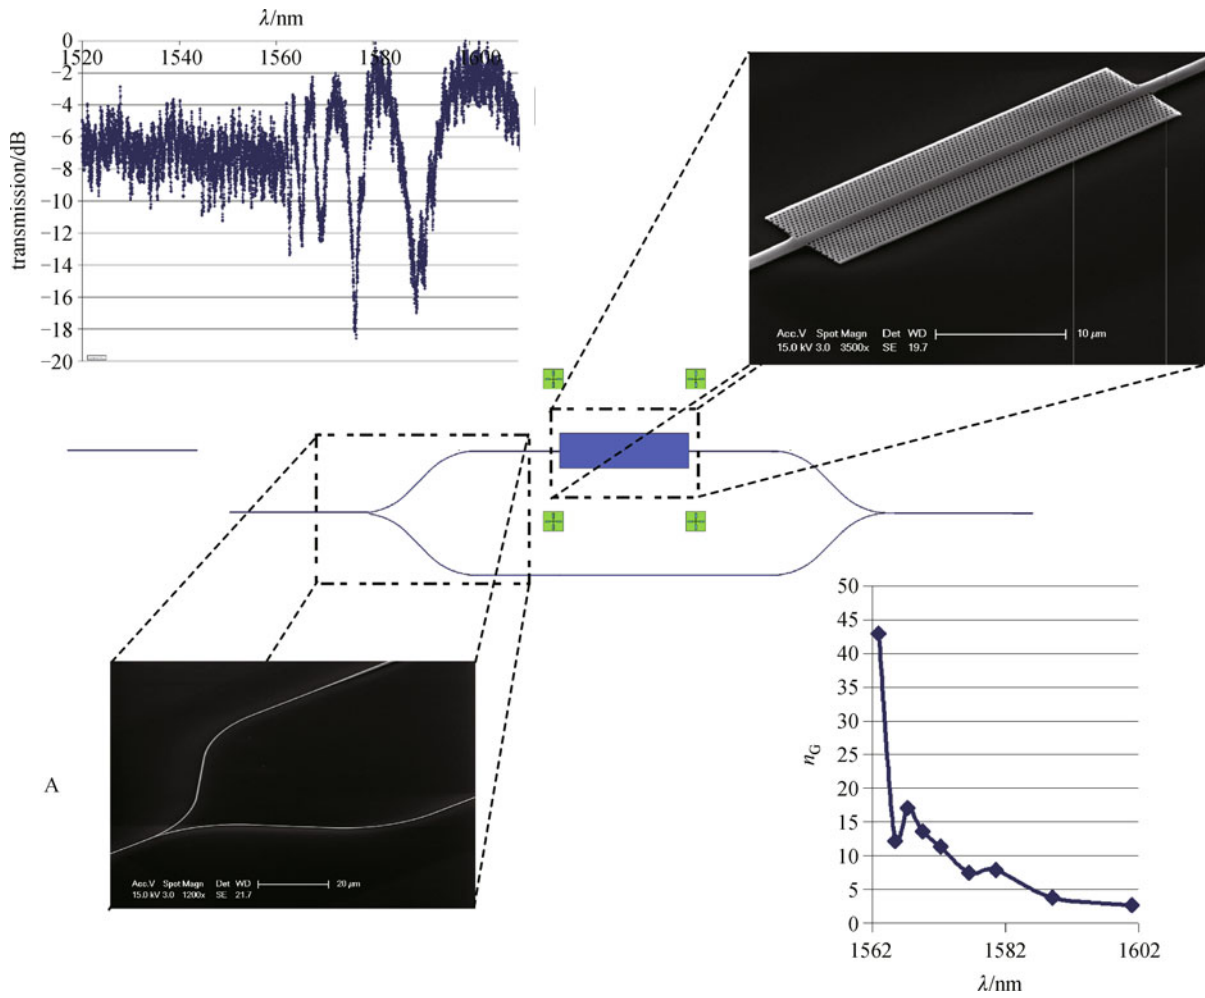 λ/nm
0
1520
1540
1560
1580
1600
−2
−4
−6
−8
−10
−12
−14
−16
−18
−20
transmission/dB
Acc.V Spot Magn Det WD
15.0 kV 3.0 3500x SE 19.7
10 μm
A
Acc.V Spot Magn Det WD
15.0 kV 3.0 1200x SE 21.7
20 μm
50
45
40
35
30
25
20
15
10
5
0
nG
1562
1582
1602
λ/nm